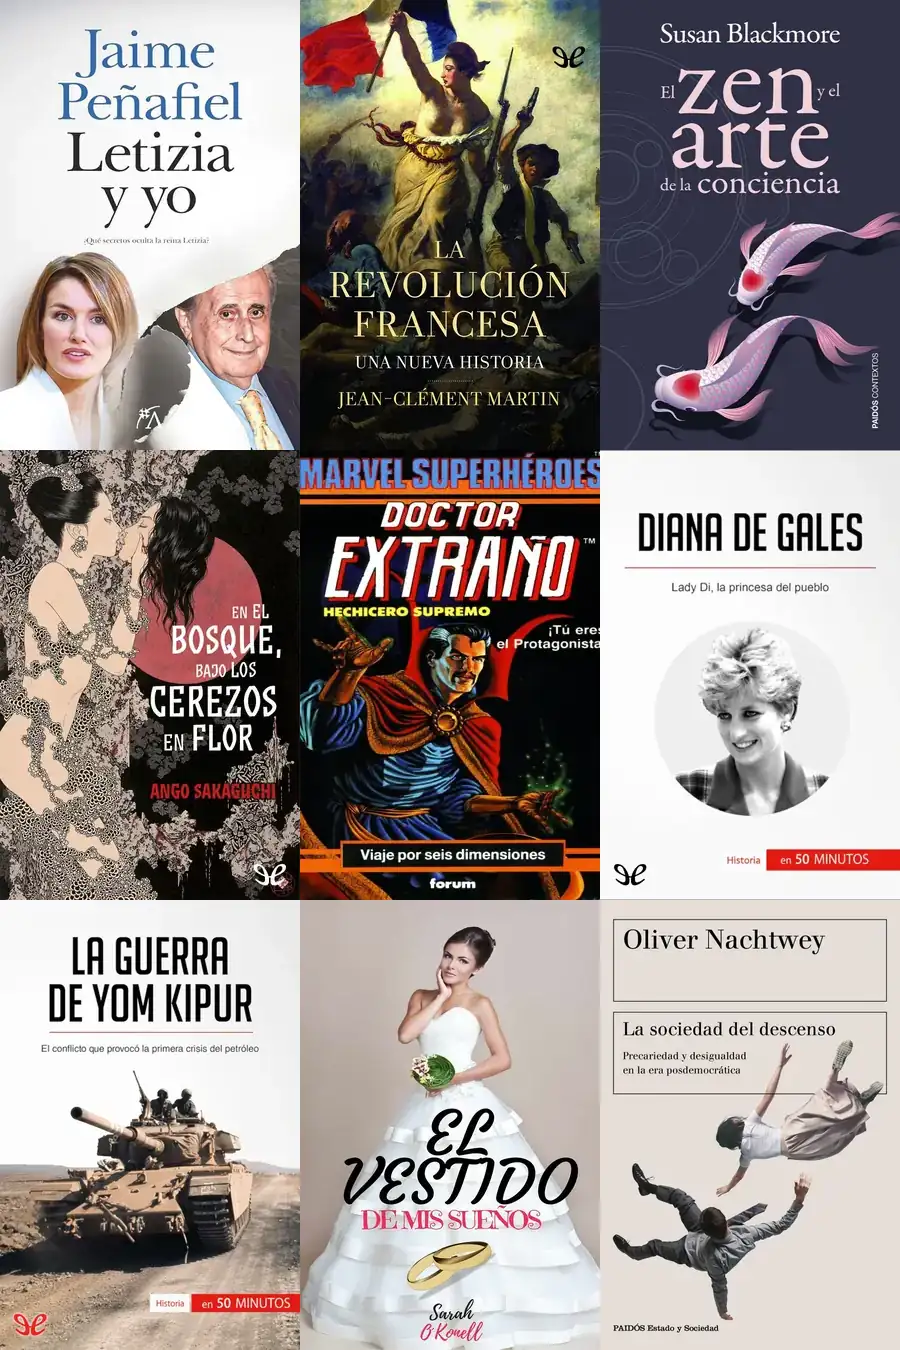 Jaime
Peñafiel
Letizia
y yo
¿Qué secretos oculta la reina Letizia?
LA
REVOLUCIÓN
FRANCESA
UNA NUEVA HISTORIA
JEAN-CLÉMENT MARTIN
Susan Blackmore
El zen y el
arte
de la conciencia
PAIDÓS CONTEXTOS
EN EL
BOSQUE,
BAJO LOS
CEREZOS
EN FLOR
ANGO SAKAGUCHI
MARVEL SUPERHÉROES
DOCTOR
EXTRAÑO™
HECHICERO SUPREMO
¡Tú eres
el Protagonista
Viaje por seis dimensiones
forum
DIANA DE GALES
Lady Di, la princesa del pueblo
Historia en 50 MINUTOS
LA GUERRA
DE YOM KIPUR
El conflicto que provocó la primera crisis del petróleo
Historia en 50 MINUTOS
EL
VESTIDO
DE MIS SUEÑOS
Sarah
O'Konell
Oliver Nachtwey
La sociedad del descenso
Precariedad y desigualdad
en la era posdemocrática
PAIDÓS Estado y Sociedad